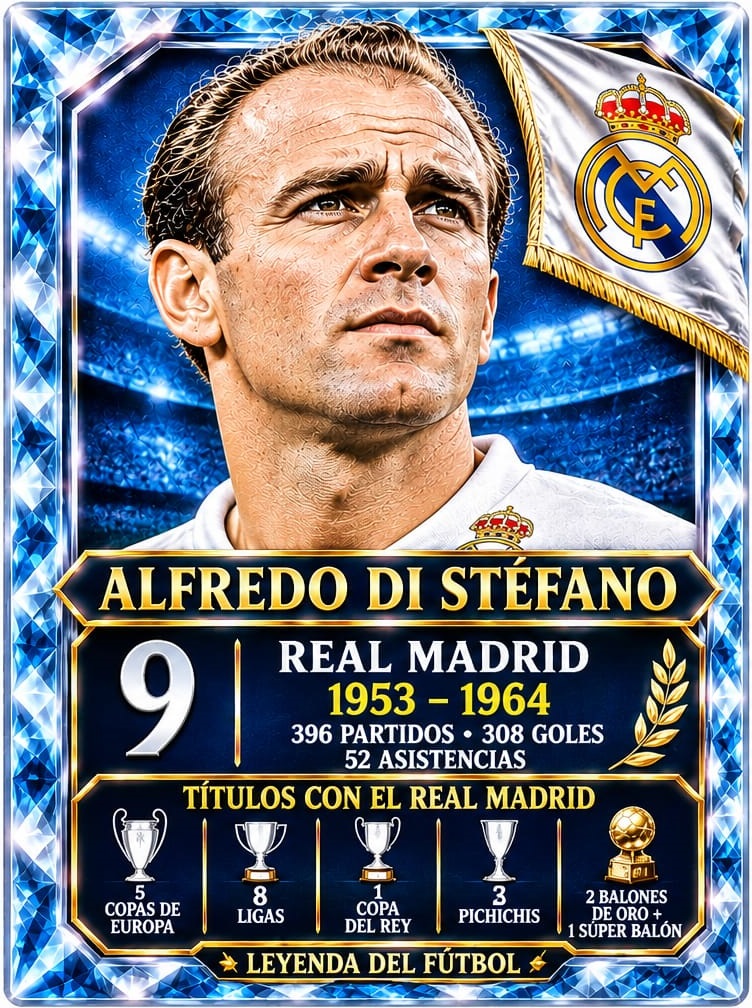 ALFREDO DI STÉFANO
9
REAL MADRID
1953 – 1964
396 PARTIDOS • 308 GOLES
52 ASISTENCIAS
TÍTULOS CON EL REAL MADRID
5
COPAS DE
EUROPA
8
LIGAS
1
COPA
DEL REY
3
PICHICHIS
2 BALONES
DE ORO +
1 SÚPER BALÓN
LEYENDA DEL FÚTBOL